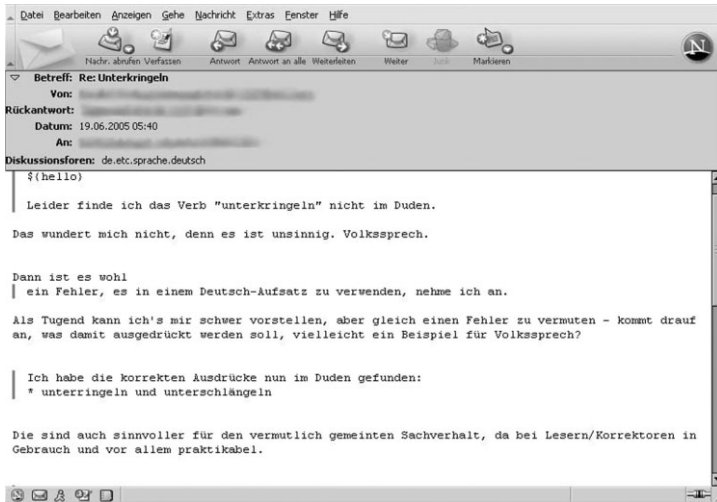 Datei Bearbeiten Anzeigen Gehe Nachricht Extras Fenster Hilfe
Nachr. abrufen Verfassen Antwort Antwort an alle Weiterleiten Weiter Junk Markieren
N
Betreff: Re: Unterkringeln
Von:
Rückantwort:
Datum: 19.06.2005 05:40
An:
Diskussionsforen: de.etc.sprache.deutsch
${hello}
Leider finde ich das Verb "unterkringeln" nicht im Duden.
Das wundert mich nicht, denn es ist unsinnig. Volkssprech.
Dann ist es wohl
ein Fehler, es in einem Deutsch-Aufsatz zu verwenden, nehme ich an.
Als Tugend kann ich's mir schwer vorstellen, aber gleich einen Fehler zu vermuten - kommt drauf
an, was damit ausgedrückt werden soll, vielleicht ein Beispiel für Volkssprech?
Ich habe die korrekten Ausdrücke nun im Duden gefunden:
* unterringeln und unterschlängeln
Die sind auch sinnvoller für den vermutlich gemeinten Sachverhalt, da bei Lesern/Korrektoren in
Gebrauch und vor allem praktikabel.